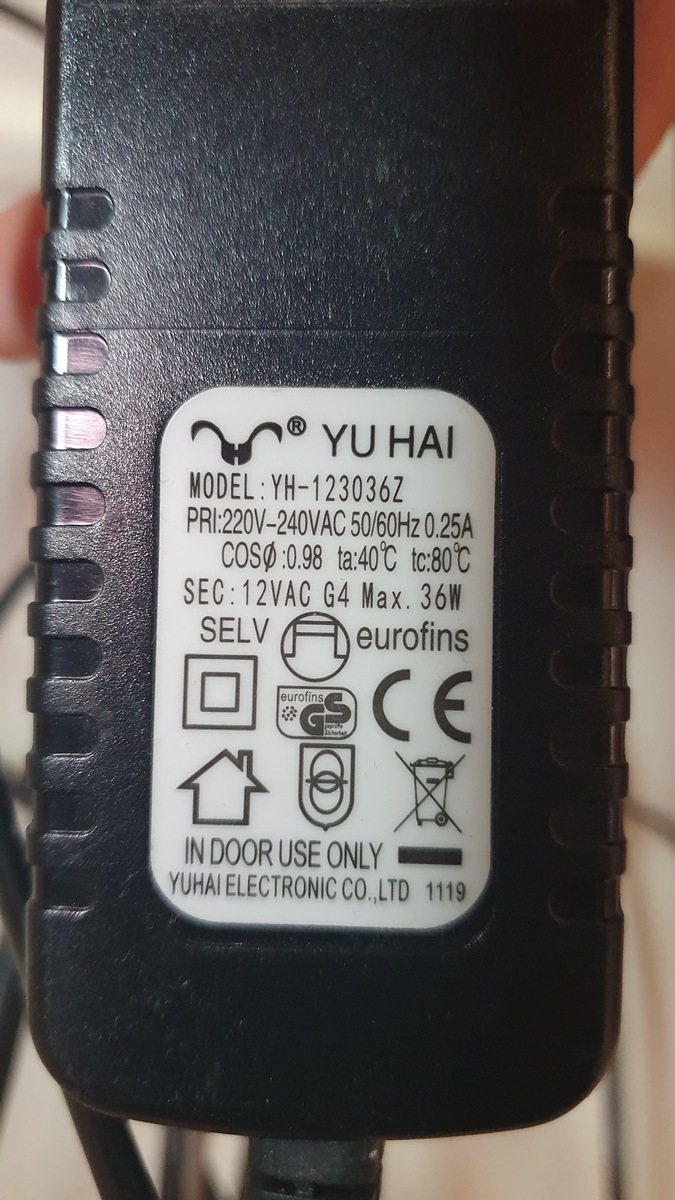 ® YU HAI
MODEL:YH-123036Z
PRI:220V-240VAC 50/60Hz 0.25A
COSØ:0.98 ta:40℃ tc:80℃
SEC:12VAC G4 Max. 36W
SELV eurofins
eurofins
GS
geprüfte
Sicherheit
CE
IN DOOR USE ONLY
YUHAI ELECTRONIC CO.,LTD 1119